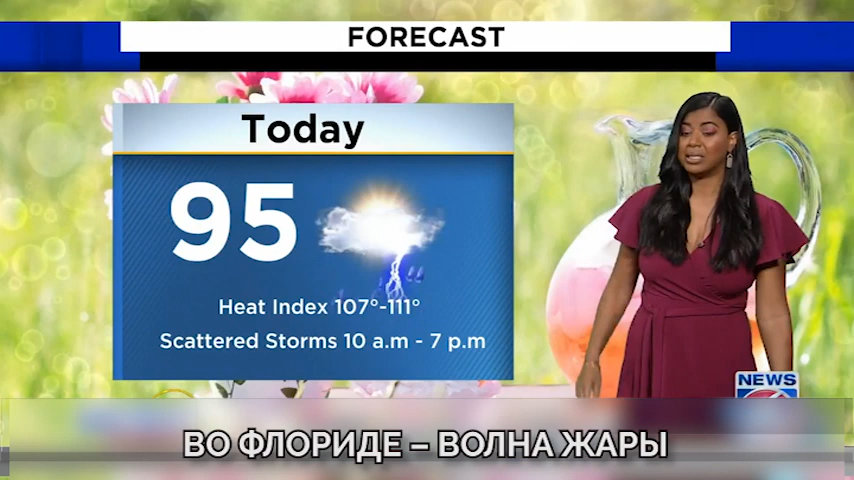 FORECAST
Today
95
Heat Index 107°-111°
Scattered Storms 10 a.m - 7 p.m
NEWS
ВО ФЛОРИДЕ – ВОЛНА ЖАРЫ